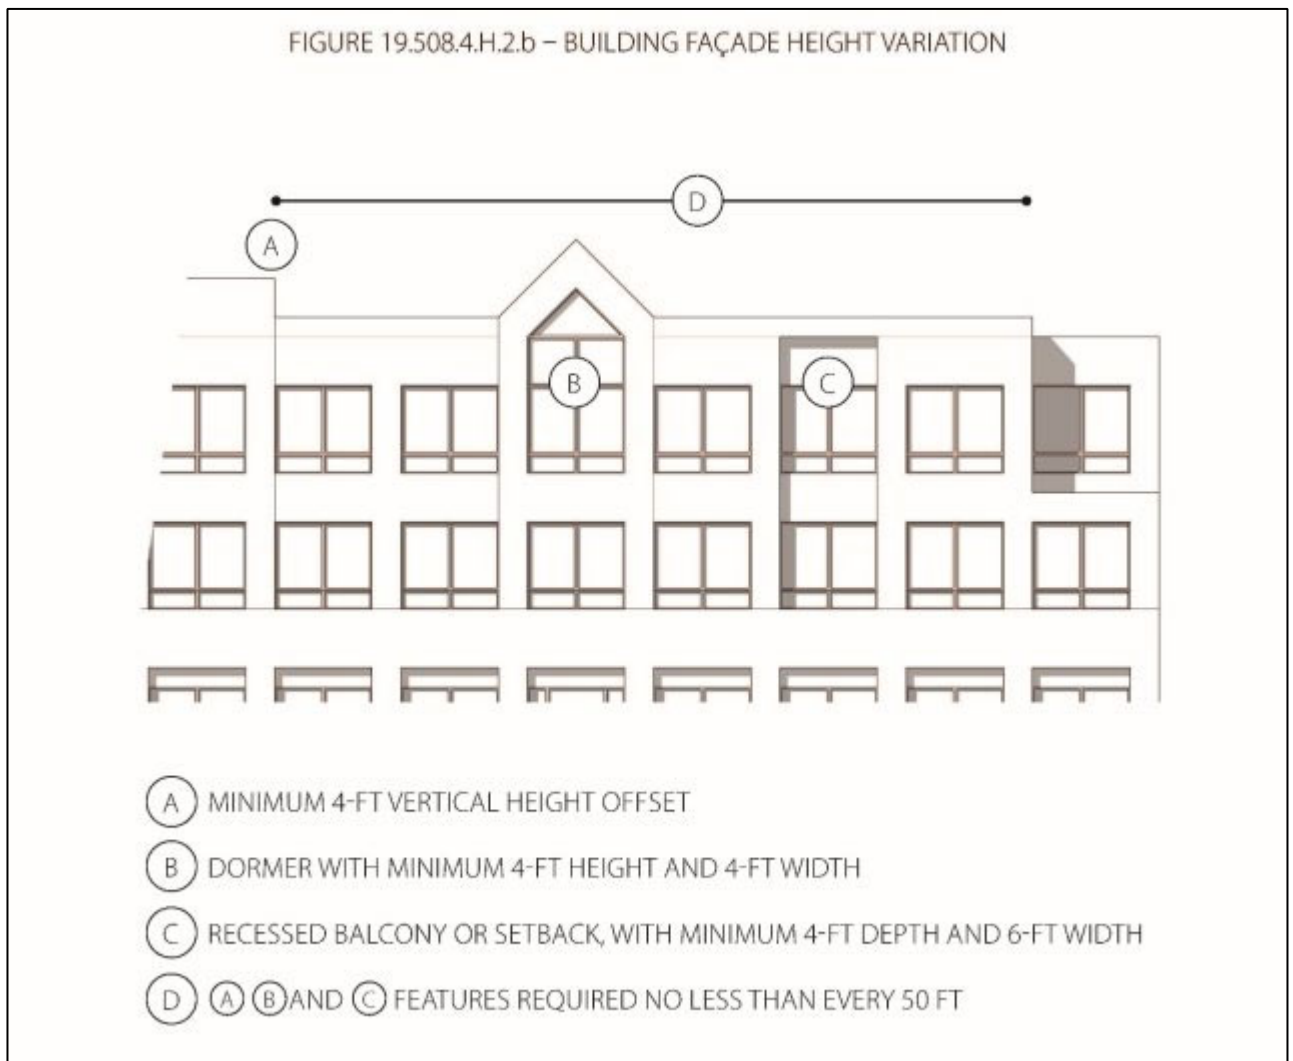 FIGURE 19.508.4.H.2.b – BUILDING FAÇADE HEIGHT VARIATION
D
A
B
C
A MINIMUM 4-FT VERTICAL HEIGHT OFFSET
B DORMER WITH MINIMUM 4-FT HEIGHT AND 4-FT WIDTH
C RECESSED BALCONY OR SETBACK, WITH MINIMUM 4-FT DEPTH AND 6-FT WIDTH
D A B AND C FEATURES REQUIRED NO LESS THAN EVERY 50 FT